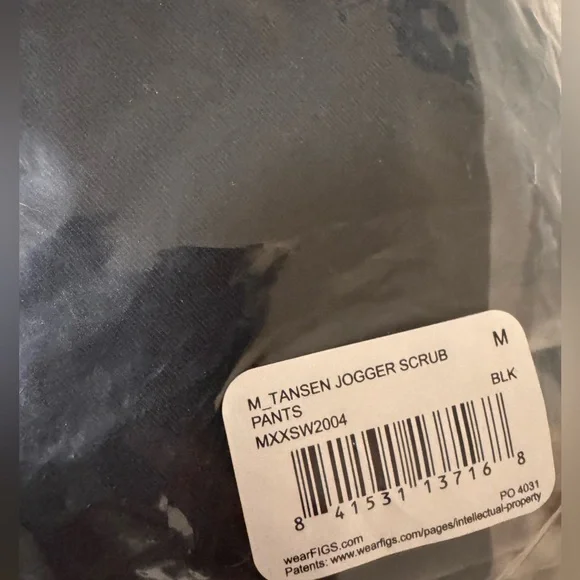 M_TANSEN JOGGER SCRUB M
PANTS BLK
MXXSW2004
8 41531 13716 8
PO 4031
wearFIGS.com
Patents: www.wearfigs.com/pages/intellectual-property